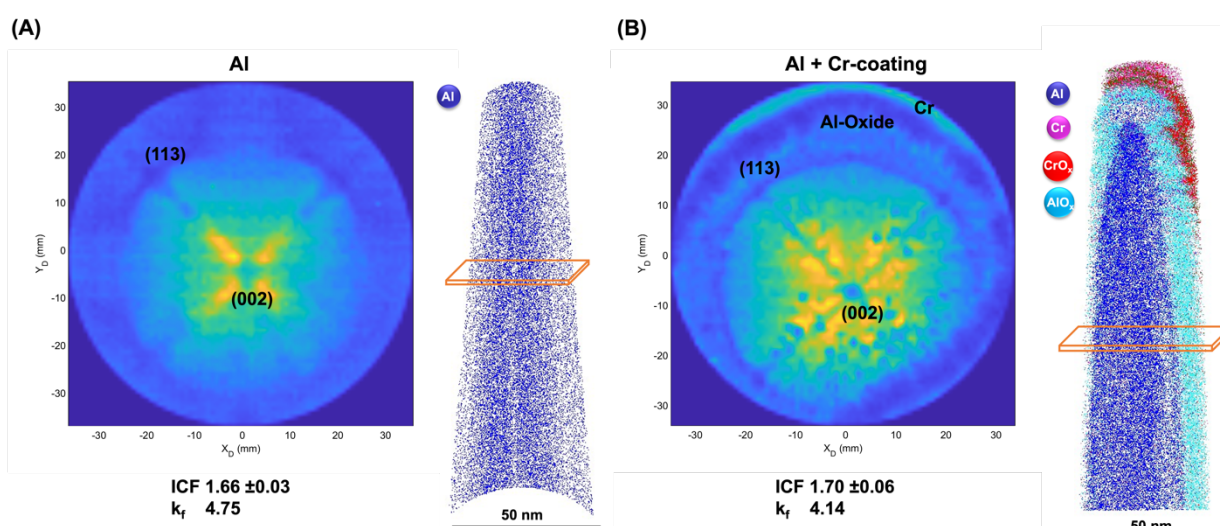 (A)
Al
Al
(113)
(002)
30
20
10
0
-10
-20
-30
Y_D (mm)
-30 -20 -10 0 10 20 30
X_D (mm)
ICF 1.66 ±0.03
k_f 4.75
50 nm
(B)
Al + Cr-coating
Cr
Al-Oxide
(113)
(002)
30
20
10
0
-10
-20
-30
Y_D (mm)
-30 -20 -10 0 10 20 30
X_D (mm)
ICF 1.70 ±0.06
k_f 4.14
Al
Cr
CrO_x
AlO_x
50 nm